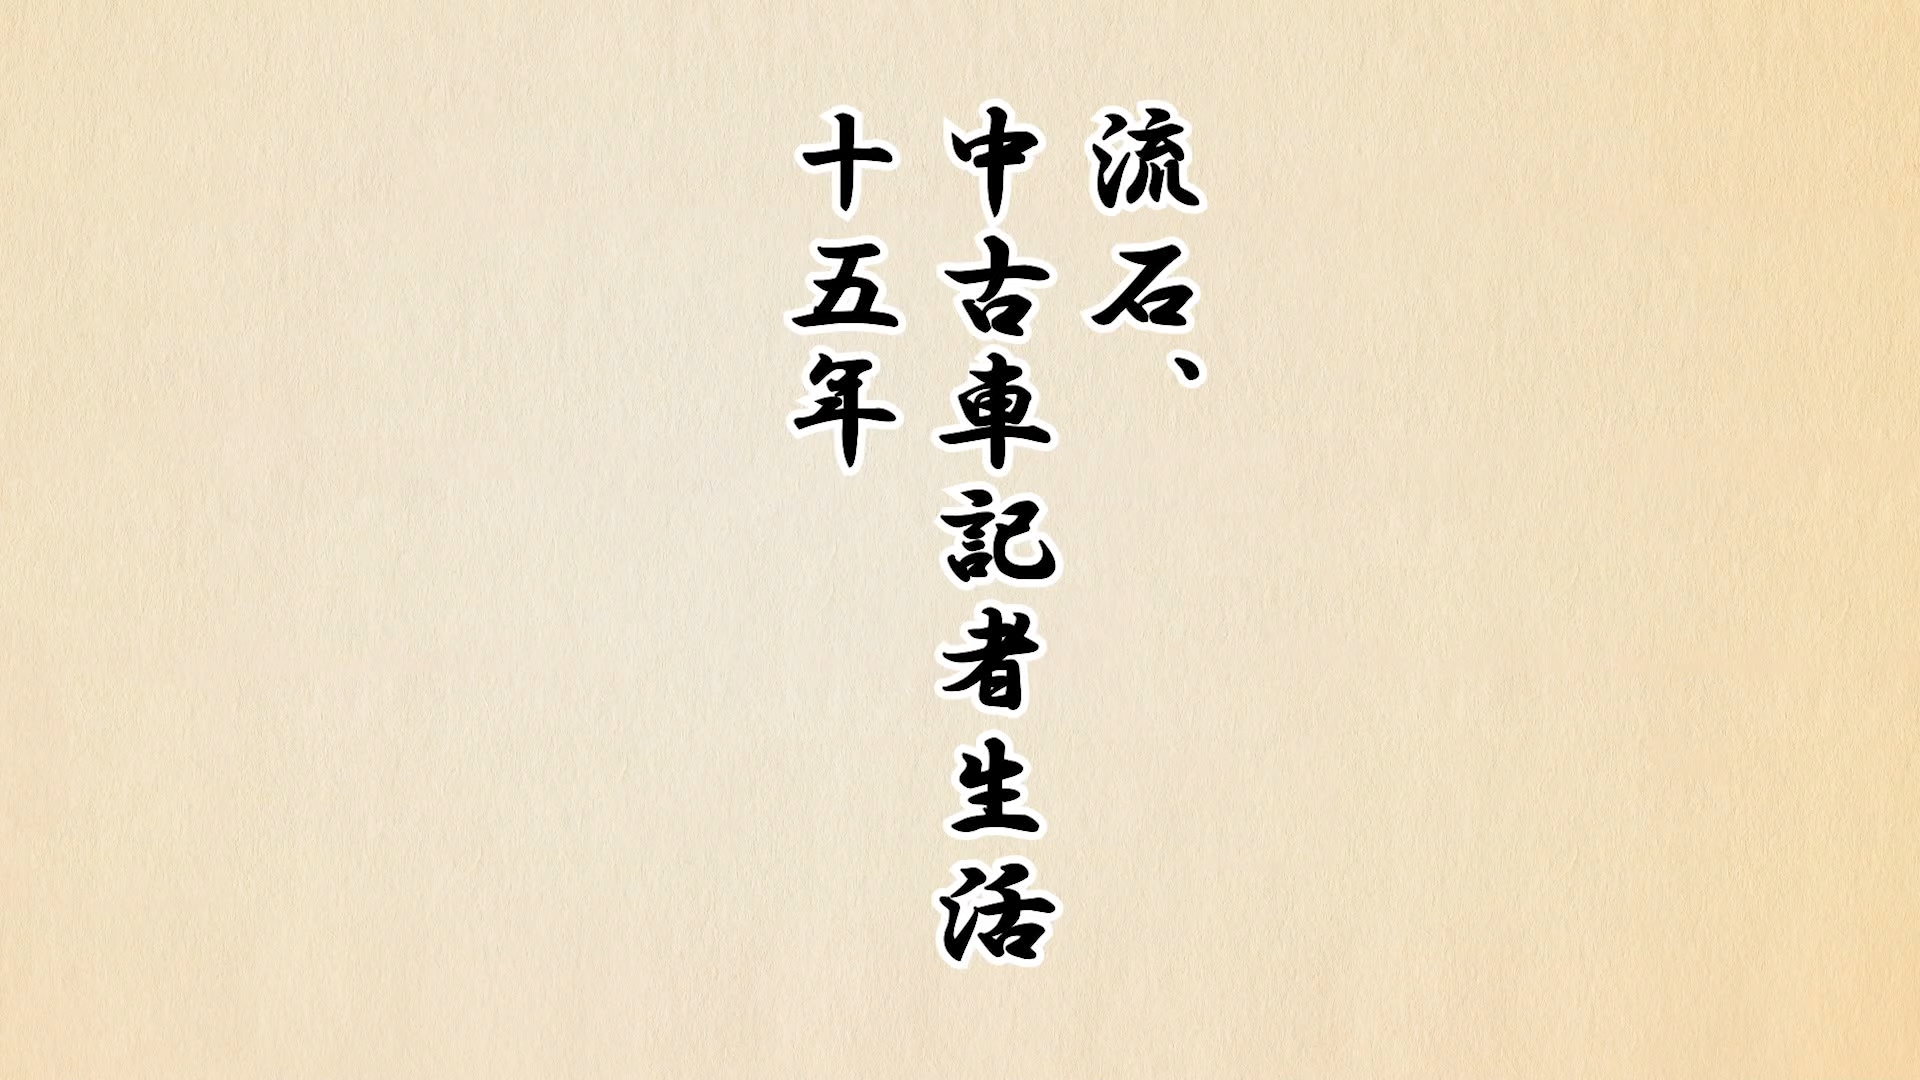 流石、
中古車記者生活
十五年